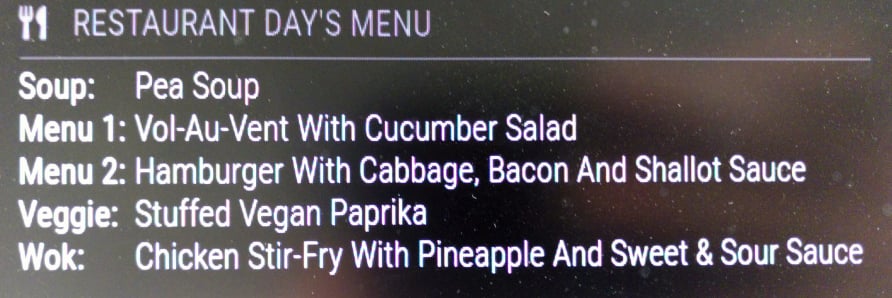 RESTAURANT DAY'S MENU
Soup: Pea Soup
Menu 1: Vol-Au-Vent With Cucumber Salad
Menu 2: Hamburger With Cabbage, Bacon And Shallot Sauce
Veggie: Stuffed Vegan Paprika
Wok: Chicken Stir-Fry With Pineapple And Sweet & Sour Sauce